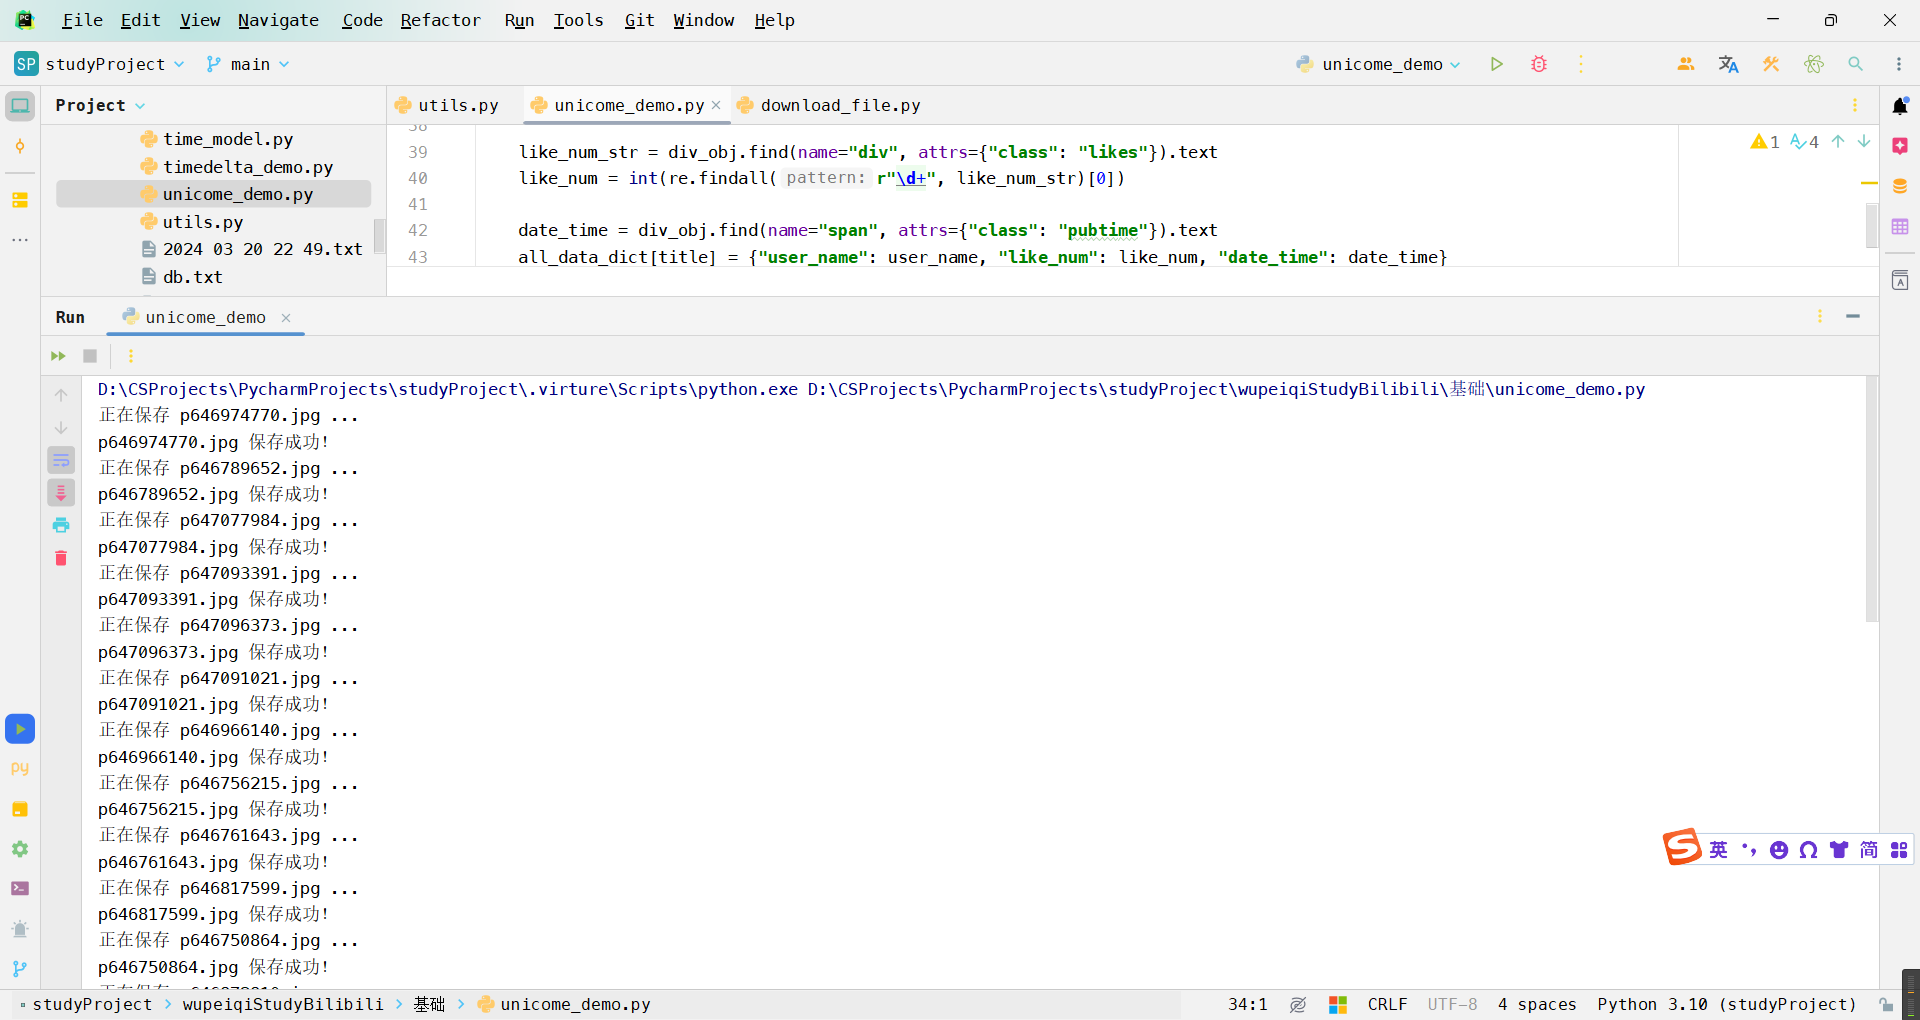 File Edit View Navigate Code Refactor Run Tools Git Window Help
SP studyProject main unicome_demo
Project
utils.py unicome_demo.py download_file.py
time_model.py
timedelta_demo.py
unicome_demo.py
utils.py
2024 03 20 22 49.txt
db.txt
38
39 like_num_str = div_obj.find(name="div", attrs={"class": "likes"}).text
40 like_num = int(re.findall( pattern: r"\d+", like_num_str)[0])
41
42 date_time = div_obj.find(name="span", attrs={"class": "pubtime"}).text
43 all_data_dict[title] = {"user_name": user_name, "like_num": like_num, "date_time": date_time}
1 4
Run unicome_demo
D:\CSProjects\PycharmProjects\studyProject\.virture\Scripts\python.exe D:\CSProjects\PycharmProjects\studyProject\wupeiqiStudyBilibili\基础\unicome_demo.py
正在保存 p646974770.jpg ...
p646974770.jpg 保存成功!
正在保存 p646789652.jpg ...
p646789652.jpg 保存成功!
正在保存 p647077984.jpg ...
p647077984.jpg 保存成功!
正在保存 p647093391.jpg ...
p647093391.jpg 保存成功!
正在保存 p647096373.jpg ...
p647096373.jpg 保存成功!
正在保存 p647091021.jpg ...
p647091021.jpg 保存成功!
正在保存 p646966140.jpg ...
p646966140.jpg 保存成功!
正在保存 p646756215.jpg ...
p646756215.jpg 保存成功!
正在保存 p646761643.jpg ...
p646761643.jpg 保存成功!
正在保存 p646817599.jpg ...
p646817599.jpg 保存成功!
正在保存 p646750864.jpg ...
p646750864.jpg 保存成功!
英 简
studyProject wupeiqiStudyBilibili 基础 unicome_demo.py
34:1 CRLF UTF-8 4 spaces Python 3.10 (studyProject)